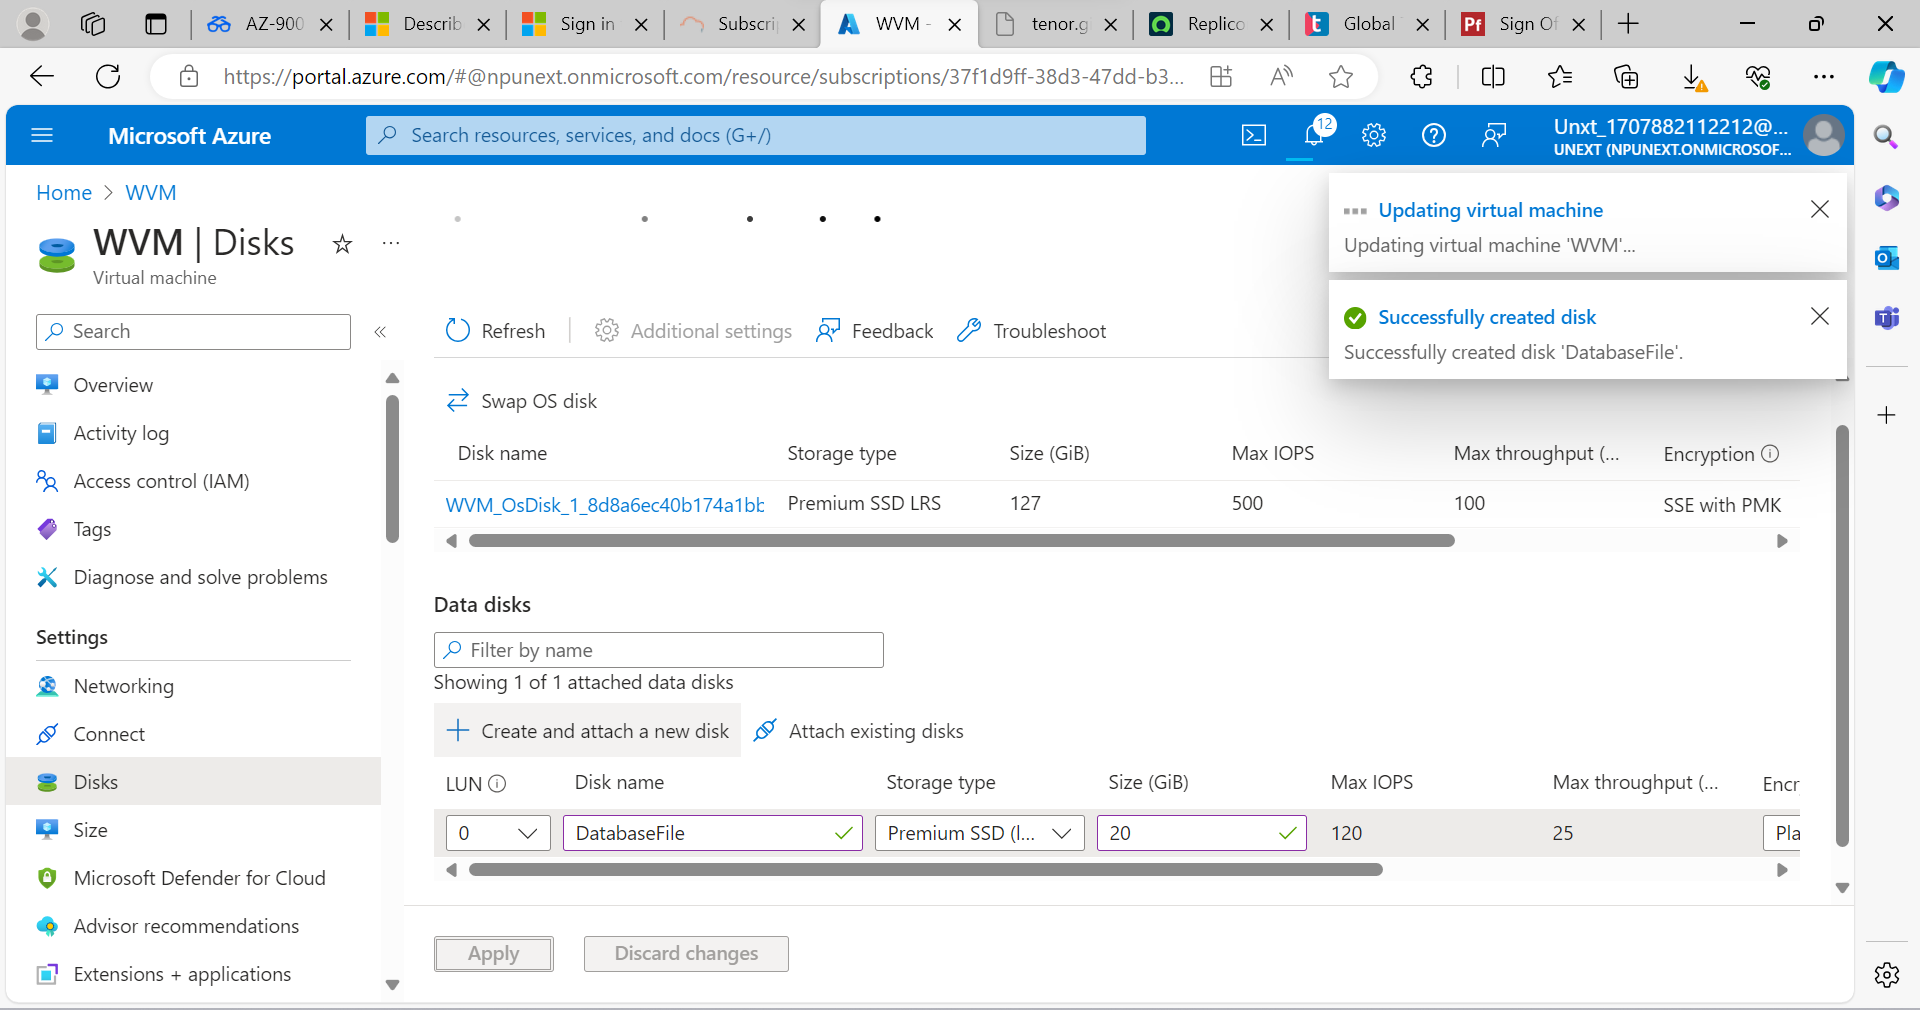 AZ-900
Describ
Sign in
Subscri
WVM -
tenor.g
Replico
Global
Sign Of
https://portal.azure.com/#@npunext.onmicrosoft.com/resource/subscriptions/37f1d9ff-38d3-47dd-b3...
Microsoft Azure
Search resources, services, and docs (G+/)
12
Unxt_1707882112212@...
UNEXT (NPUNEXT.ONMICROSOF...
Home > WVM
WVM | Disks
Virtual machine
Updating virtual machine
Updating virtual machine 'WVM'...
Successfully created disk
Successfully created disk 'DatabaseFile'.
Search
Overview
Activity log
Access control (IAM)
Tags
Diagnose and solve problems
Settings
Networking
Connect
Disks
Size
Microsoft Defender for Cloud
Advisor recommendations
Extensions + applications
Refresh
Additional settings
Feedback
Troubleshoot
Swap OS disk
Disk name Storage type Size (GiB) Max IOPS Max throughput (... Encryption
WVM_OsDisk_1_8d8a6ec40b174a1bb Premium SSD LRS 127 500 100 SSE with PMK
Data disks
Filter by name
Showing 1 of 1 attached data disks
Create and attach a new disk
Attach existing disks
LUN Disk name Storage type Size (GiB) Max IOPS Max throughput (... Encr
0 DatabaseFile Premium SSD (l... 20 120 25 Pla
Apply
Discard changes